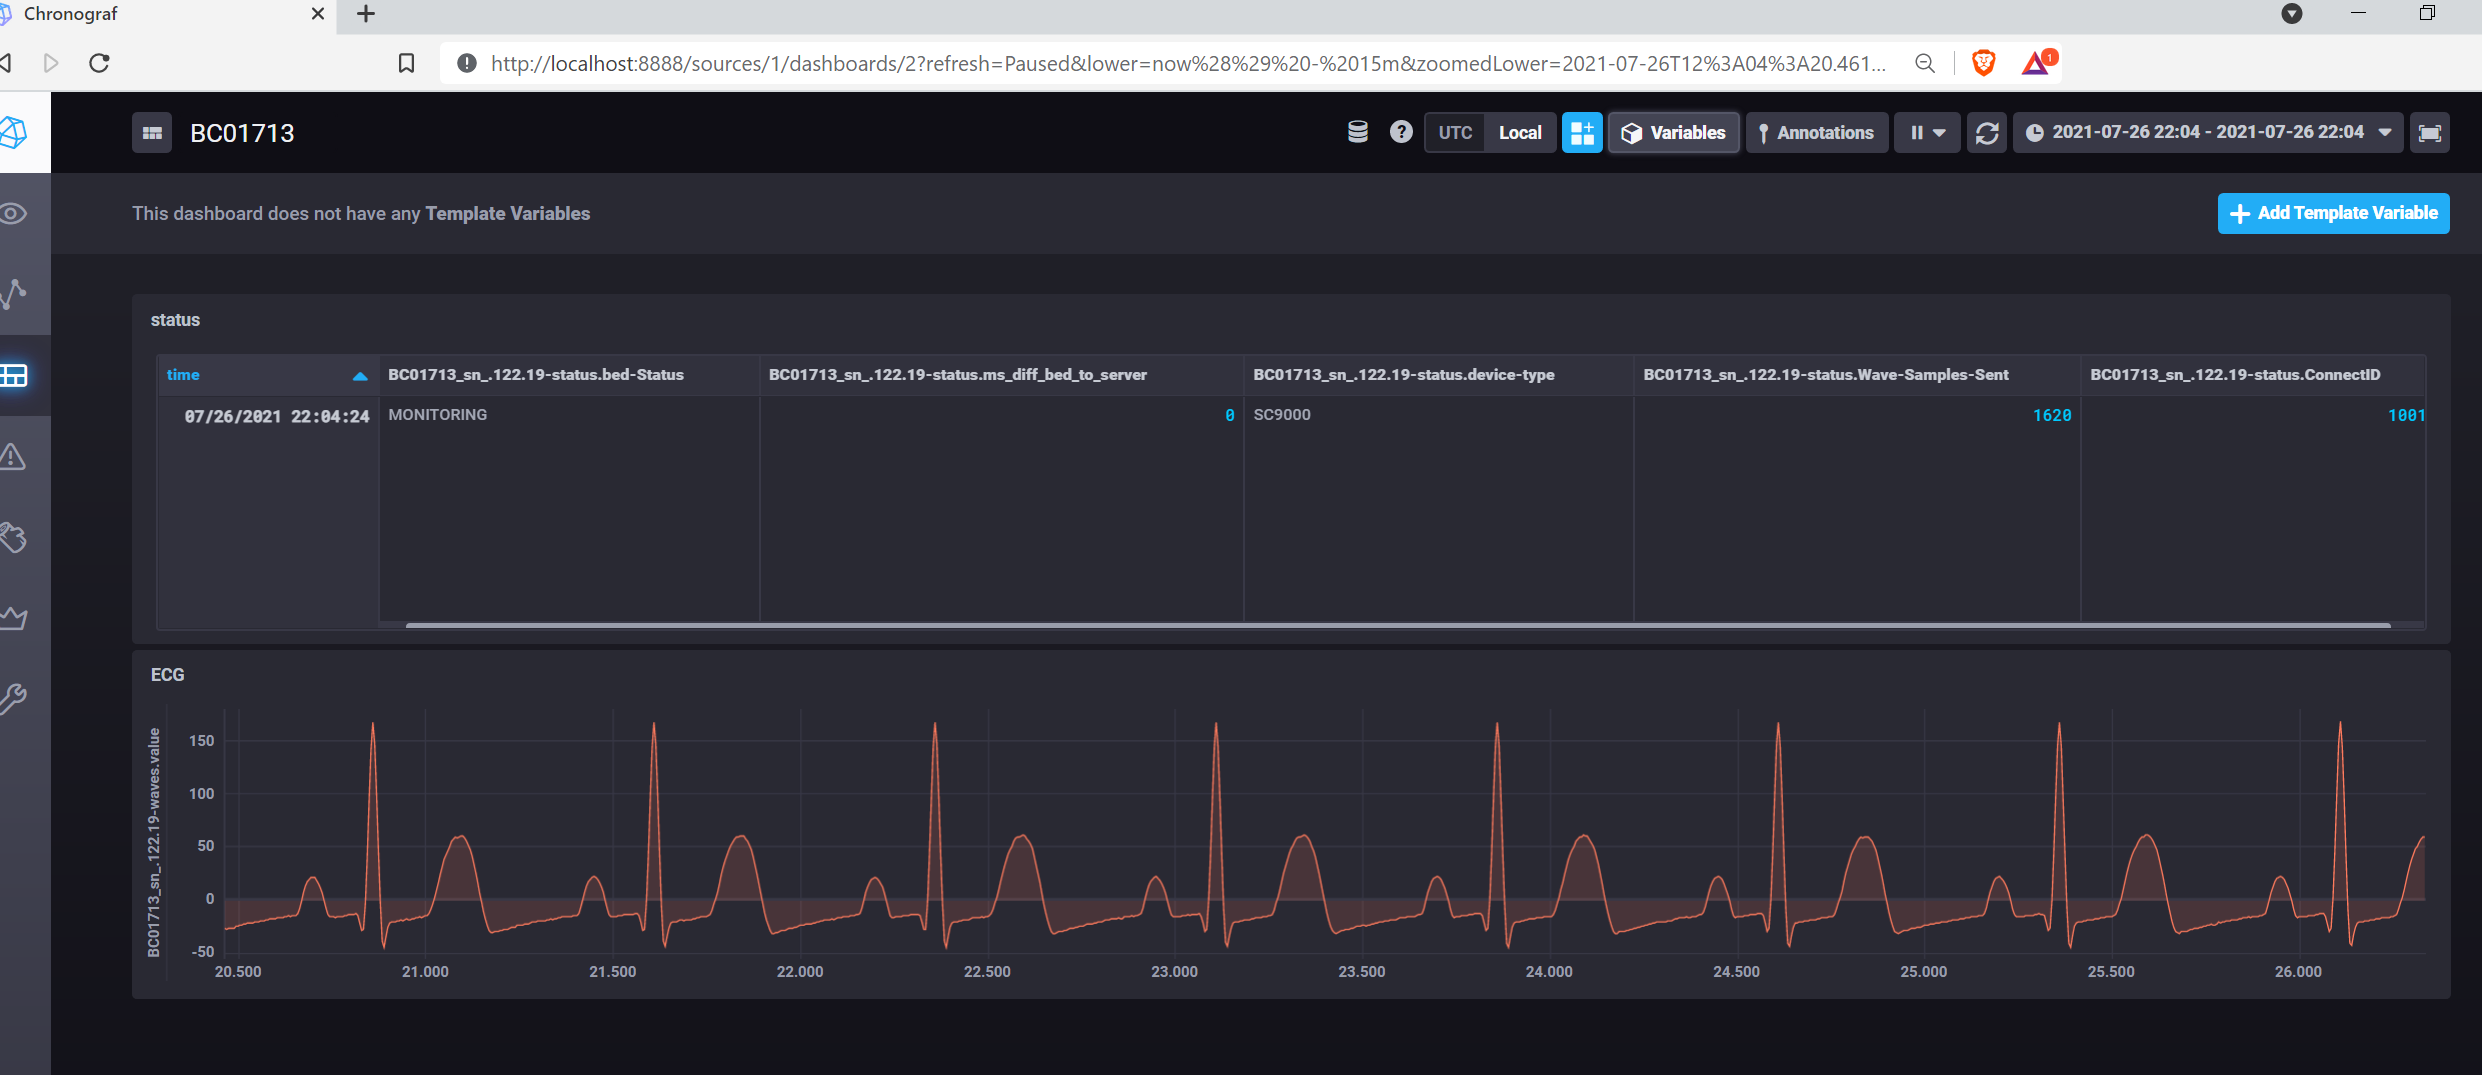 Chronograf
http://localhost:8888/sources/1/dashboards/2?refresh=Paused&lower=now%28%29%20-%2015m&zoomedLower=2021-07-26T12%3A04%3A20.461...
1
BC01713
UTC Local Variables Annotations 2021-07-26 22:04 - 2021-07-26 22:04
This dashboard does not have any Template Variables
Add Template Variable
status
time BC01713_sn_.122.19-status.bed-Status BC01713_sn_.122.19-status.ms_diff_bed_to_server BC01713_sn_.122.19-status.device-type BC01713_sn_.122.19-status.Wave-Samples-Sent BC01713_sn_.122.19-status.ConnectID
07/26/2021 22:04:24 MONITORING 0 SC9000 1620 1001
ECG
BC01713_sn_.122.19-waves.value
150
100
50
0
-50
20.500 21.000 21.500 22.000 22.500 23.000 23.500 24.000 24.500 25.000 25.500 26.000